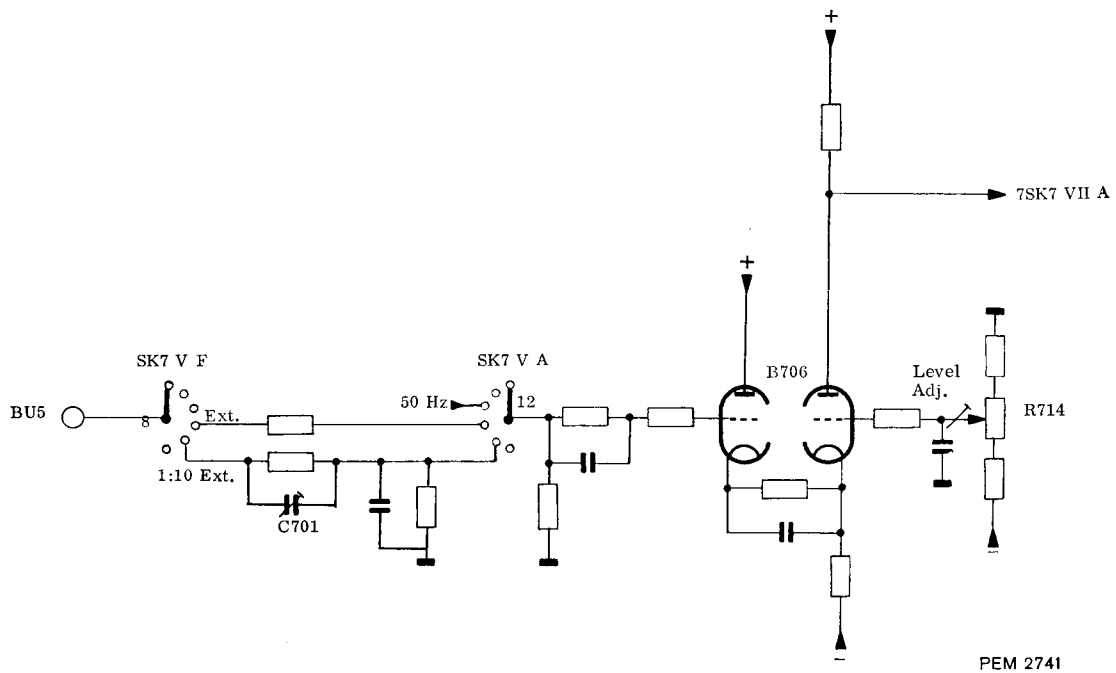 +
7SK7 VII A
+
SK7 V F
SK7 V A
B706
Level
Adj.
BU5
8
Ext.
50 Hz
12
R714
1:10 Ext.
C701
−
−
PEM 2741